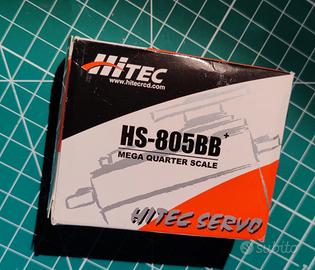 HiTEC
www.hitecrcd.com
HS-805BB+
MEGA QUARTER SCALE
HITEC SERVO
subito